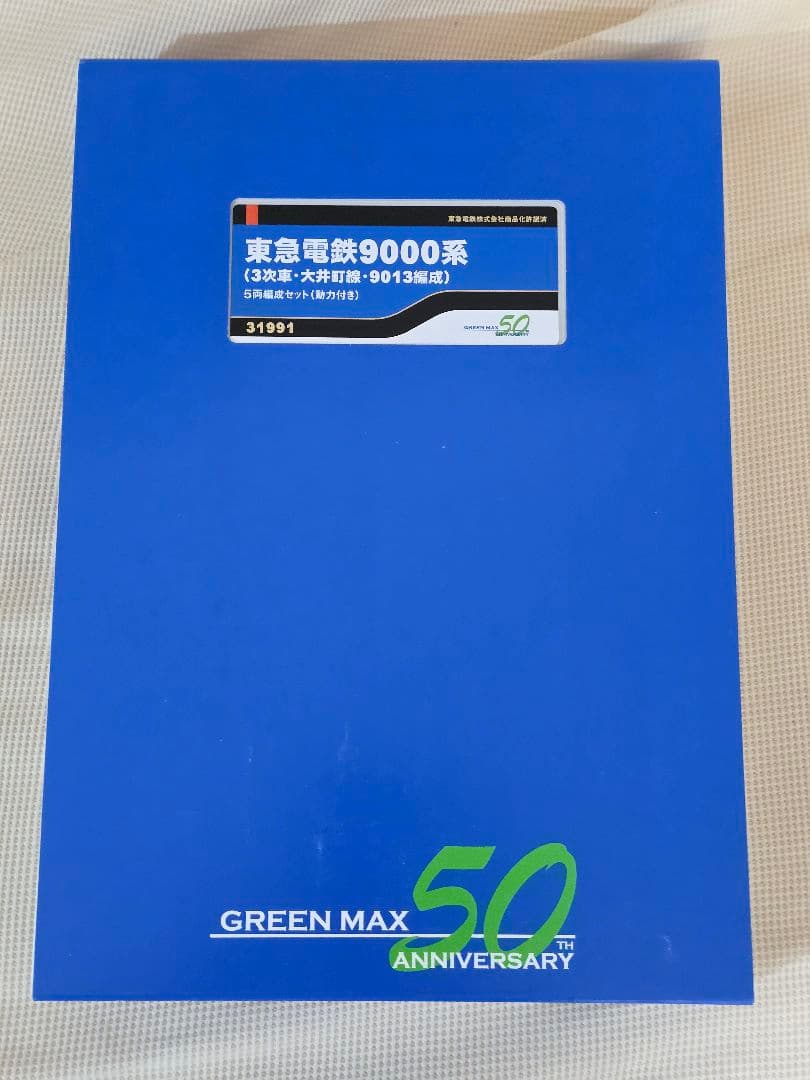 東急電鉄株式会社商品化許諾済
東急電鉄9000系
(3次車・大井町線・9013編成)
5両編成セット(動力付き)
31991
GREEN MAX 50
TH
ANNIVERSARY
GREEN MAX 50
TH
ANNIVERSARY